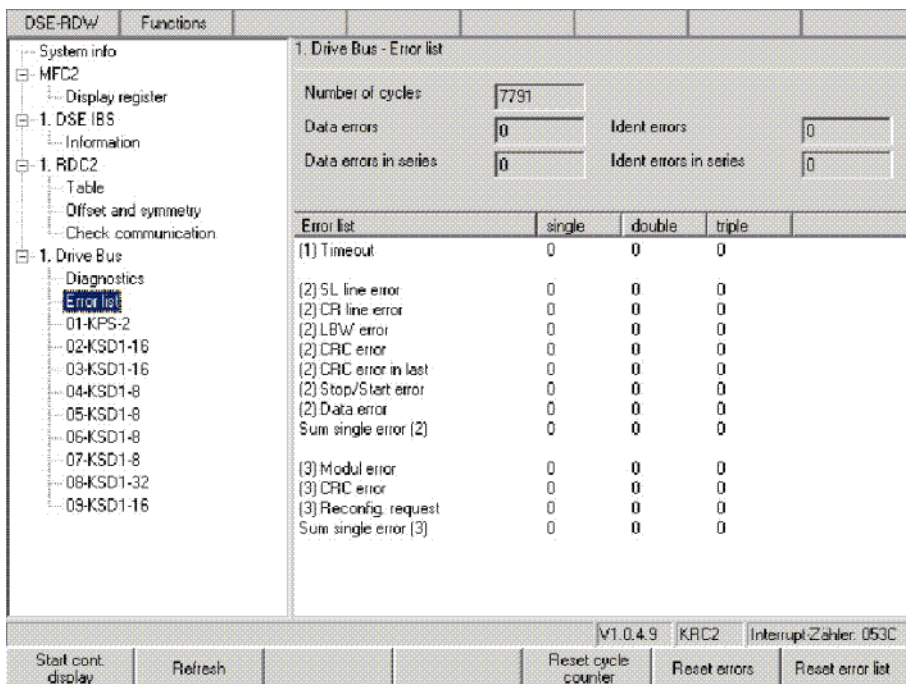 DSE-RDW Functions
System info
MFC2
Display register
1. DSE IBS
Information
1. RDC2
Table
Offset and symmetry
Check communication
1. Drive Bus
Diagnostics
Error list
01-KPS-2
02-KSD1-16
03-KSD1-16
04-KSD1-8
05-KSD1-8
06-KSD1-8
07-KSD1-8
08-KSD1-32
09-KSD1-16
1. Drive Bus - Error list
Number of cycles 7791
Data errors 0 Ident errors 0
Data errors in series 0 Ident errors in series 0
Error list single double triple
(1) Timeout 0 0 0
(2) SL line error 0 0 0
(2) CR line error 0 0 0
(2) LBW error 0 0 0
(2) CRC error 0 0 0
(2) CRC error in last 0 0 0
(2) Stop/Start error 0 0 0
(2) Data error 0 0 0
Sum single error (2) 0 0 0
(3) Modul error 0 0 0
(3) CRC error 0 0 0
(3) Reconfig. request 0 0 0
Sum single error (3) 0 0 0
V1.0.4.9 KRC2 Interrupt-Zähler: 053C
Start cont. display Refresh Reset cycle counter Reset errors Reset error list